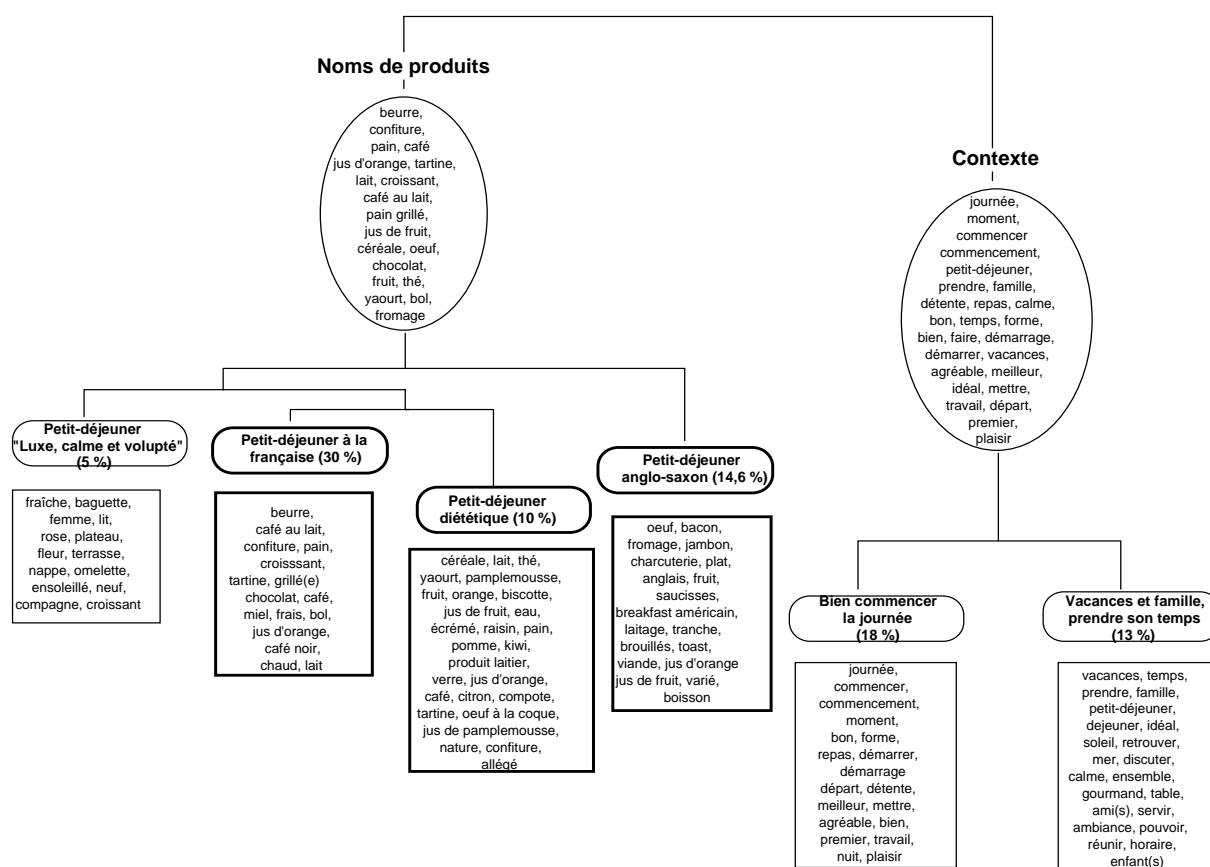 Noms de produits
beurre,
confiture,
pain, café
jus d'orange, tartine,
lait, croissant,
café au lait,
pain grillé,
jus de fruit,
céréale, oeuf,
chocolat,
fruit, thé,
yaourt, bol,
fromage
Contexte
journée,
moment,
commencer
commencement,
petit-déjeuner,
prendre, famille,
détente, repas, calme,
bon, temps, forme,
bien, faire, démarrage,
démarrer, vacances,
agréable, meilleur,
idéal, mettre,
travail, départ,
premier,
plaisir
Petit-déjeuner
"Luxe, calme et volupté"
(5 %)
fraîche, baguette,
femme, lit,
rose, plateau,
fleur, terrasse,
nappe, omelette,
ensoleillé, neuf,
compagne, croissant
Petit-déjeuner à la
française (30 %)
beurre,
café au lait,
confiture, pain,
croisssant,
tartine, grillé(e)
chocolat, café,
miel, frais, bol,
jus d'orange,
café noir,
chaud, lait
Petit-déjeuner
diététique (10 %)
céréale, lait, thé,
yaourt, pamplemousse,
fruit, orange, biscotte,
jus de fruit, eau,
écrémé, raisin, pain,
pomme, kiwi,
produit laitier,
verre, jus d'orange,
café, citron, compote,
tartine, oeuf à la coque,
jus de pamplemousse,
nature, confiture,
allégé
Petit-déjeuner
anglo-saxon (14,6 %)
oeuf, bacon,
fromage, jambon,
charcuterie, plat,
anglais, fruit,
saucisses,
breakfast américain,
laitage, tranche,
brouillés, toast,
viande, jus d'orange
jus de fruit, varié,
boisson
Bien commencer
la journée
(18 %)
journée,
commencer,
commencement,
moment,
bon, forme,
repas, démarrer,
démarrage
départ, détente,
meilleur, mettre,
agréable, bien,
premier, travail,
nuit, plaisir
Vacances et famille,
prendre son temps
(13 %)
vacances, temps,
prendre, famille,
petit-déjeuner,
dejeuner, idéal,
soleil, retrouver,
mer, discuter,
calme, ensemble,
gourmand, table,
ami(s), servir,
ambiance, pouvoir,
réunir, horaire,
enfant(s)